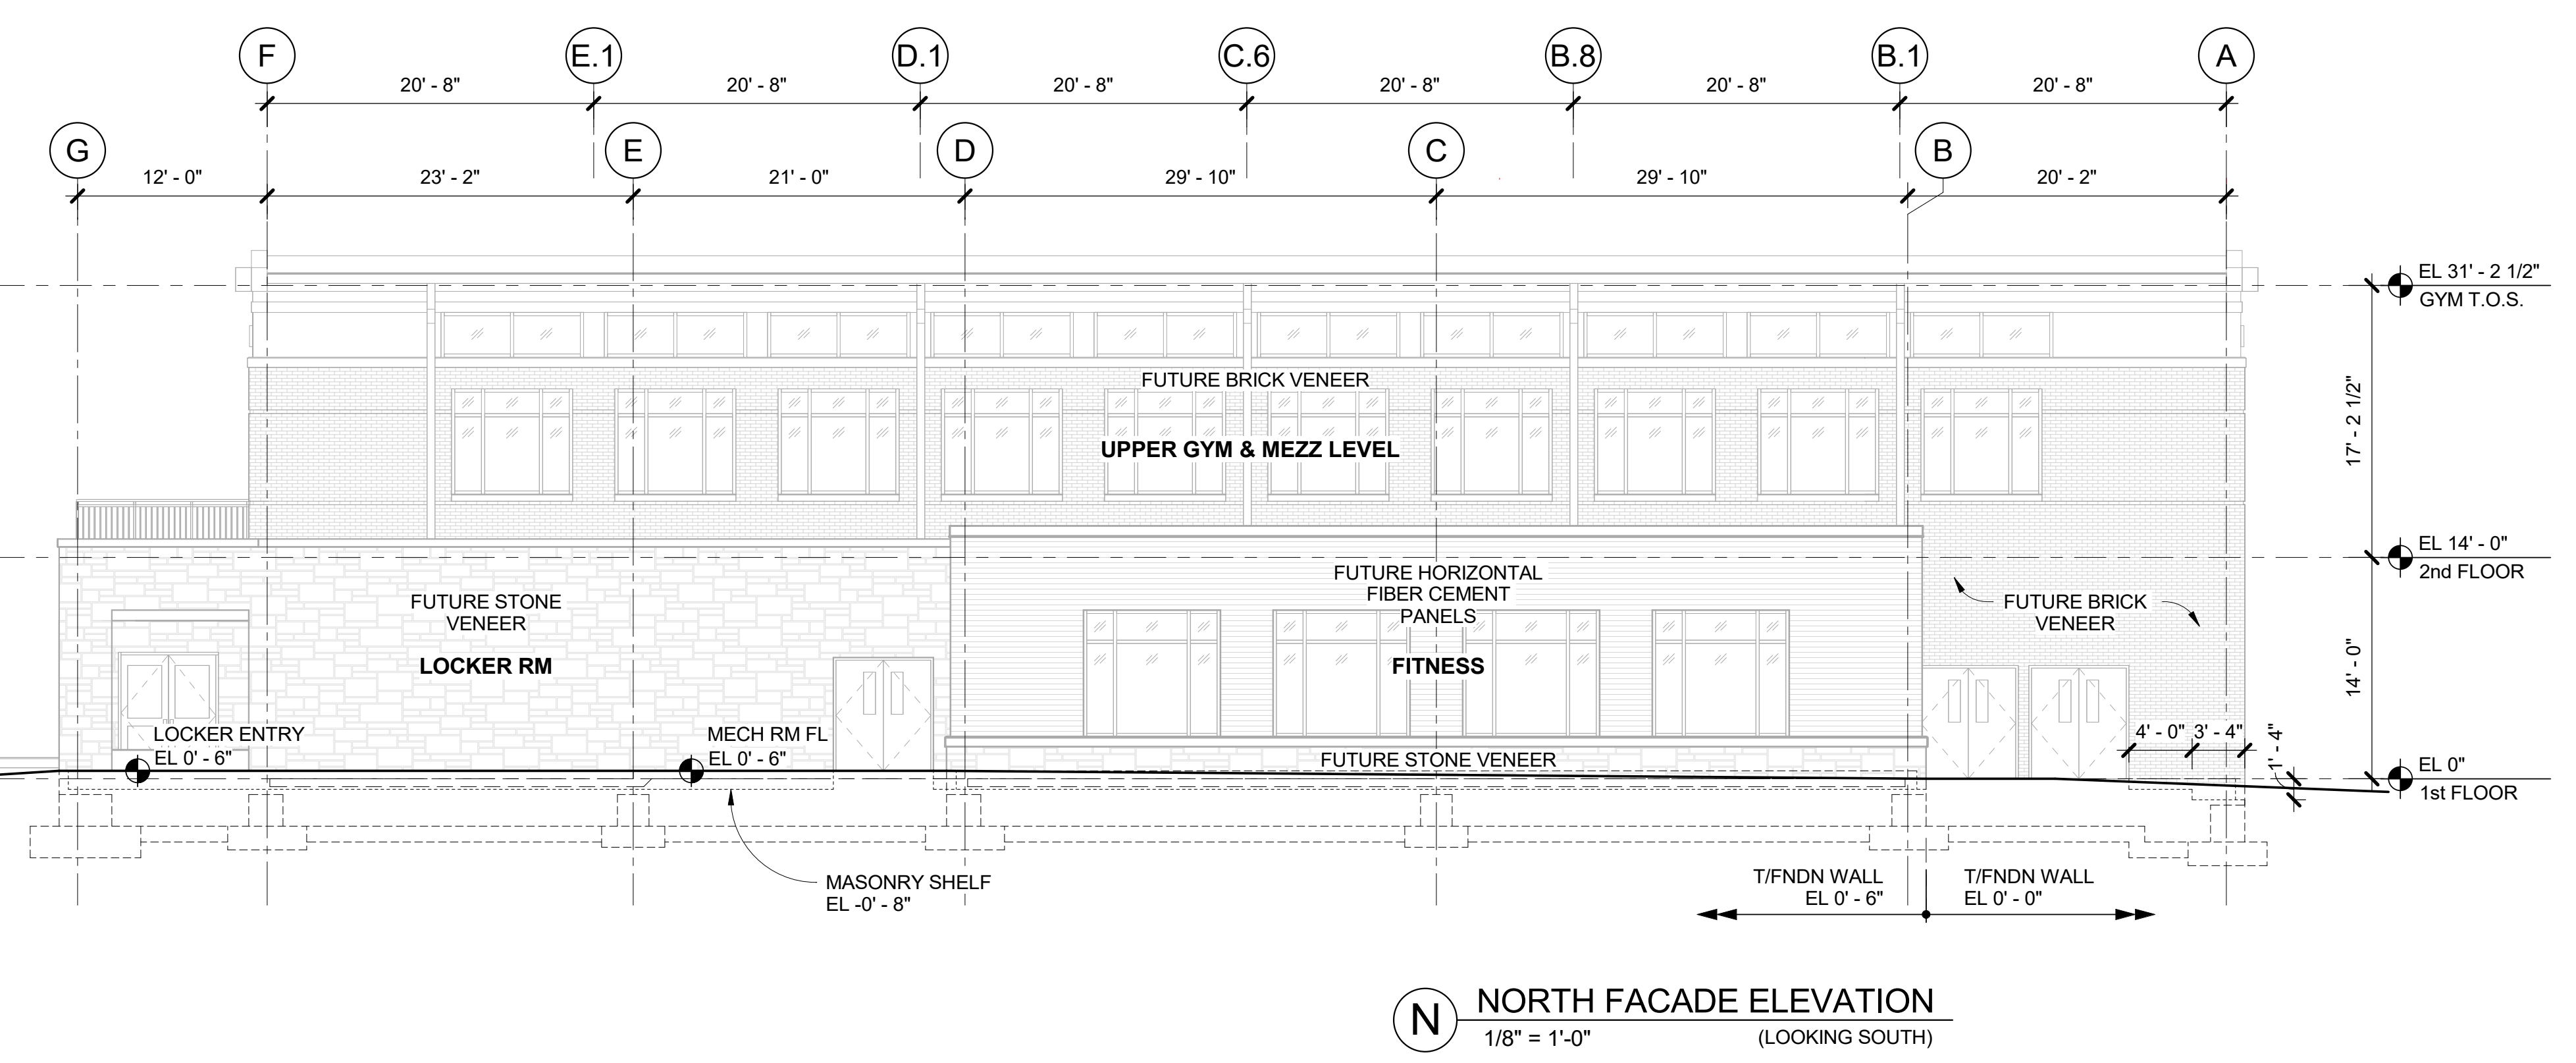 F E.1 D.1 C.6 B.8 B.1 A
20' - 8" 20' - 8" 20' - 8" 20' - 8" 20' - 8" 20' - 8"
G E D C B
12' - 0" 23' - 2" 21' - 0" 29' - 10" 29' - 10" 20' - 2"
EL 31' - 2 1/2"
GYM T.O.S.
FUTURE BRICK VENEER
17' - 2 1/2"
UPPER GYM & MEZZ LEVEL
EL 14' - 0"
2nd FLOOR
FUTURE STONE
VENEER
LOCKER RM
FUTURE HORIZONTAL
FIBER CEMENT
PANELS
FITNESS
FUTURE BRICK
VENEER
14' - 0"
LOCKER ENTRY
EL 0' - 6"
MECH RM FL
EL 0' - 6"
FUTURE STONE VENEER
4' - 0" 3' - 4"
1' - 4"
EL 0"
1st FLOOR
MASONRY SHELF
EL -0' - 8"
T/FNDN WALL
EL 0' - 6"
T/FNDN WALL
EL 0' - 0"
N NORTH FACADE ELEVATION
1/8" = 1'-0" (LOOKING SOUTH)